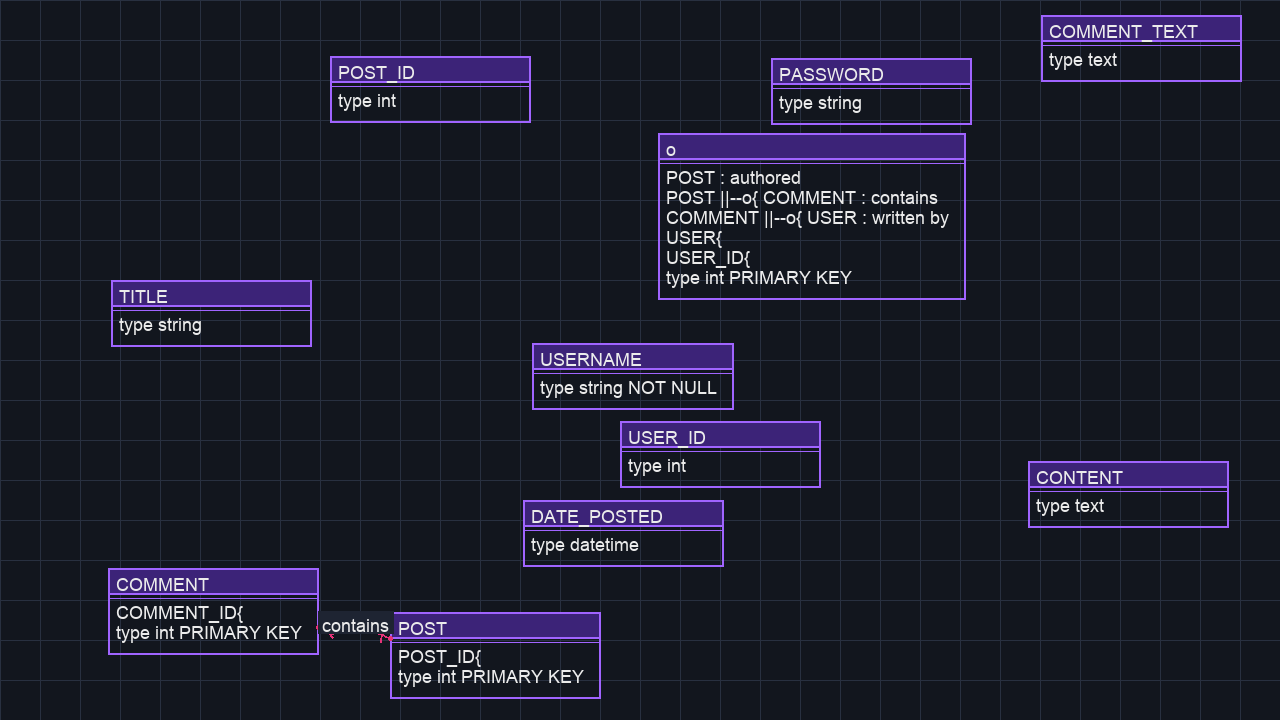 COMMENT_TEXT
type text
POST_ID
type int
PASSWORD
type string
o
POST : authored
POST ||--o{ COMMENT : contains
COMMENT ||--o{ USER : written by
USER{
USER_ID{
type int PRIMARY KEY
TITLE
type string
USERNAME
type string NOT NULL
USER_ID
type int
CONTENT
type text
DATE_POSTED
type datetime
COMMENT
COMMENT_ID{
type int PRIMARY KEY
contains
POST
POST_ID{
type int PRIMARY KEY